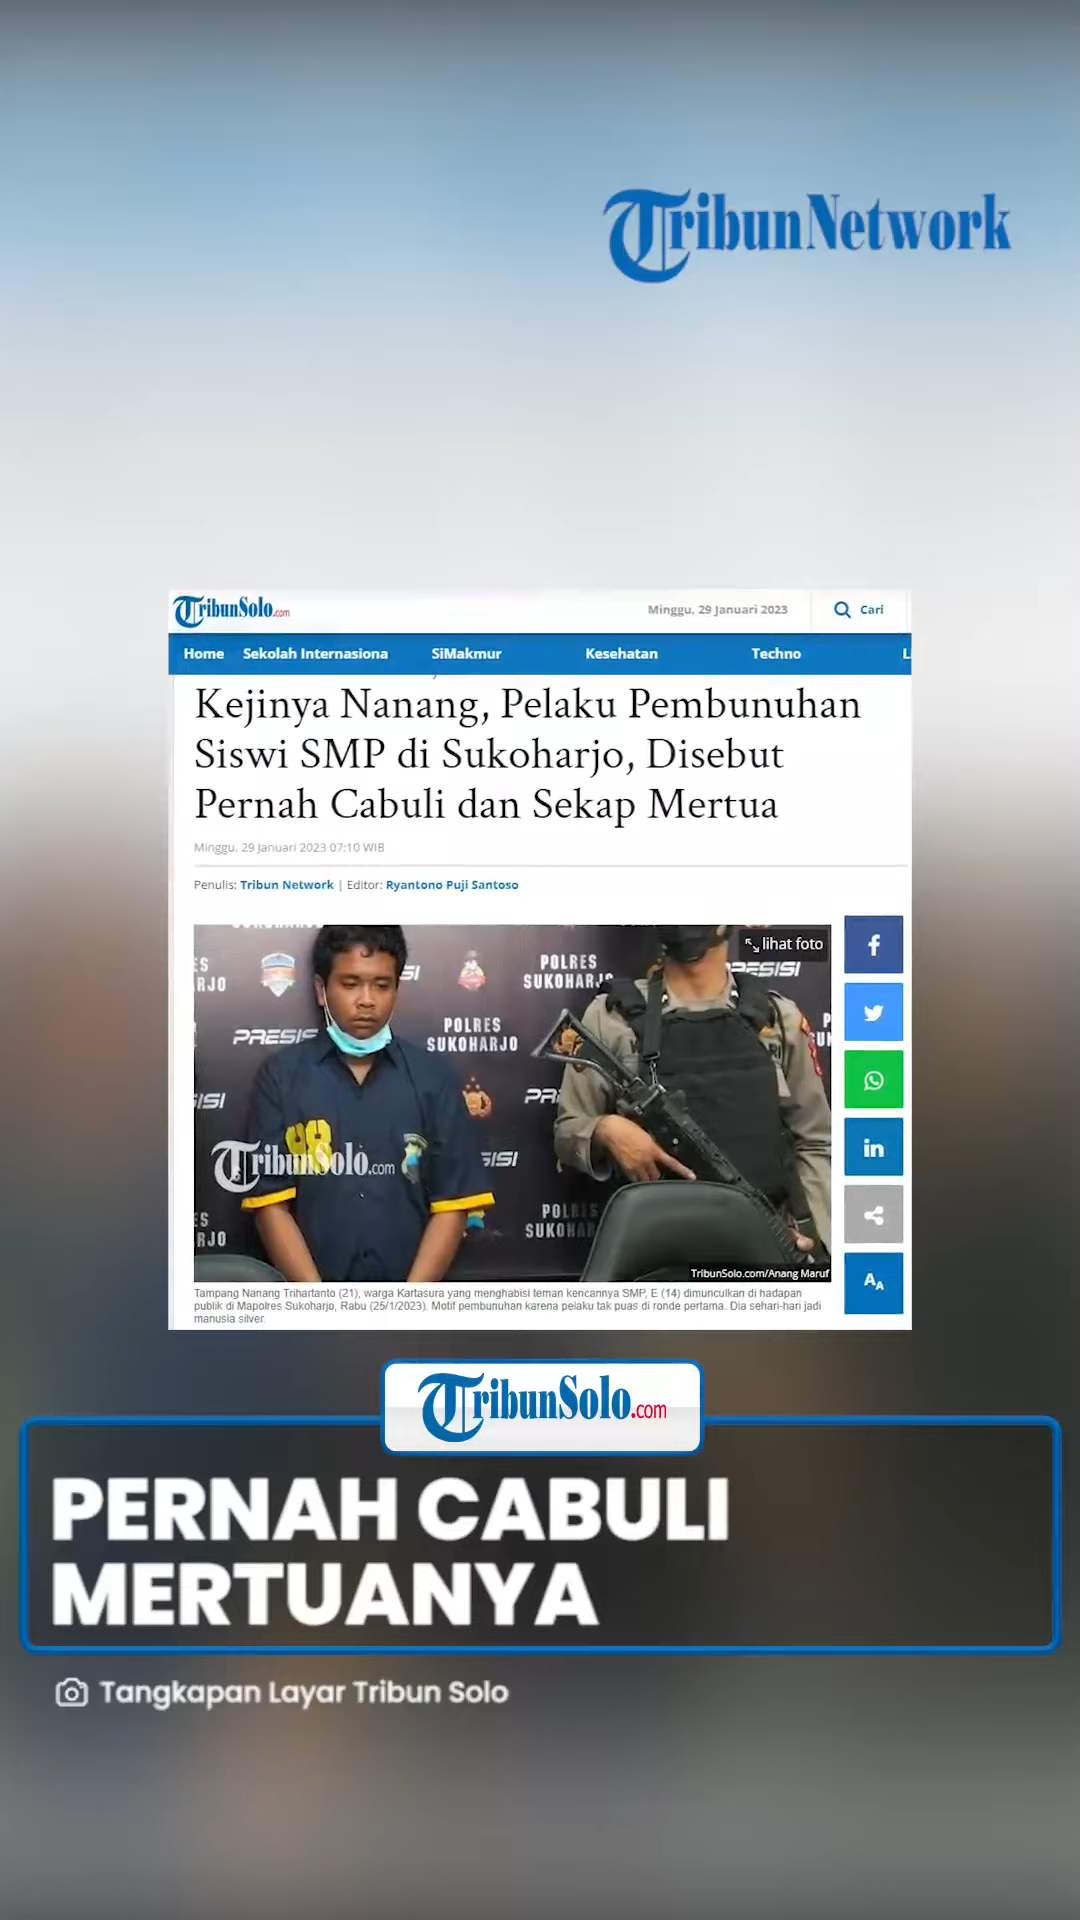 TribunNetwork
TribunSolo.com
Minggu, 29 Januari 2023
Cari
Home Sekolah Internasiona SiMakmur Kesehatan Techno L
Kejinya Nanang, Pelaku Pembunuhan
Siswi SMP di Sukoharjo, Disebut
Pernah Cabuli dan Sekap Mertua
Minggu, 29 Januari 2023 07:10 WIB
Penulis: Tribun Network | Editor: Ryantono Puji Santoso
lihat foto
POLRES
SUKOHARJO
PRESISI
POLRES
SUKOHARJO
TribunSolo.com
TribunSolo.com/Anang Maruf
Tampang Nanang Trihartanto (21), warga Kartasura yang menghabisi teman kencannya SMP, E (14) dimunculkan di hadapan
publik di Mapolres Sukoharjo, Rabu (25/1/2023). Motif pembunuhan karena pelaku tak puas di ronde pertama. Dia sehari-hari jadi
manusia silver.
TribunSolo.com
PERNAH CABULI
MERTUANYA
Tangkapan Layar Tribun Solo